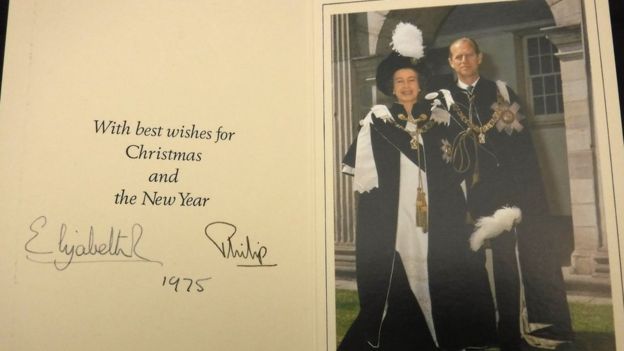 With best wishes for
Christmas
and
the New Year
Elizabeth R
Philip
1975